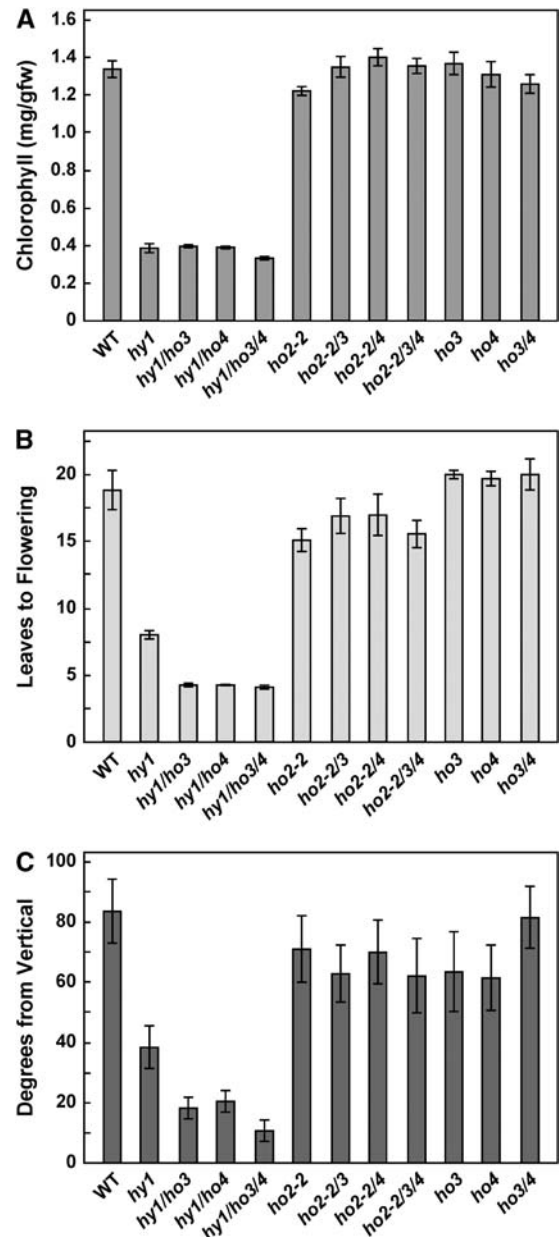 A
Chlorophyll (mg/gfw)
1.6
1.4
1.2
1.0
0.8
0.6
0.4
0.2
0
WT hy1 hy1/ho3 hy1/ho4 hy1/ho3/4 ho2-2 ho2-2/3 ho2-2/4 ho2-2/3/4 ho3 ho4 ho3/4
B
Leaves to Flowering
20
15
10
5
0
WT hy1 hy1/ho3 hy1/ho4 hy1/ho3/4 ho2-2 ho2-2/3 ho2-2/4 ho2-2/3/4 ho3 ho4 ho3/4
C
Degrees from Vertical
100
80
60
40
20
0
WT hy1 hy1/ho3 hy1/ho4 hy1/ho3/4 ho2-2 ho2-2/3 ho2-2/4 ho2-2/3/4 ho3 ho4 ho3/4